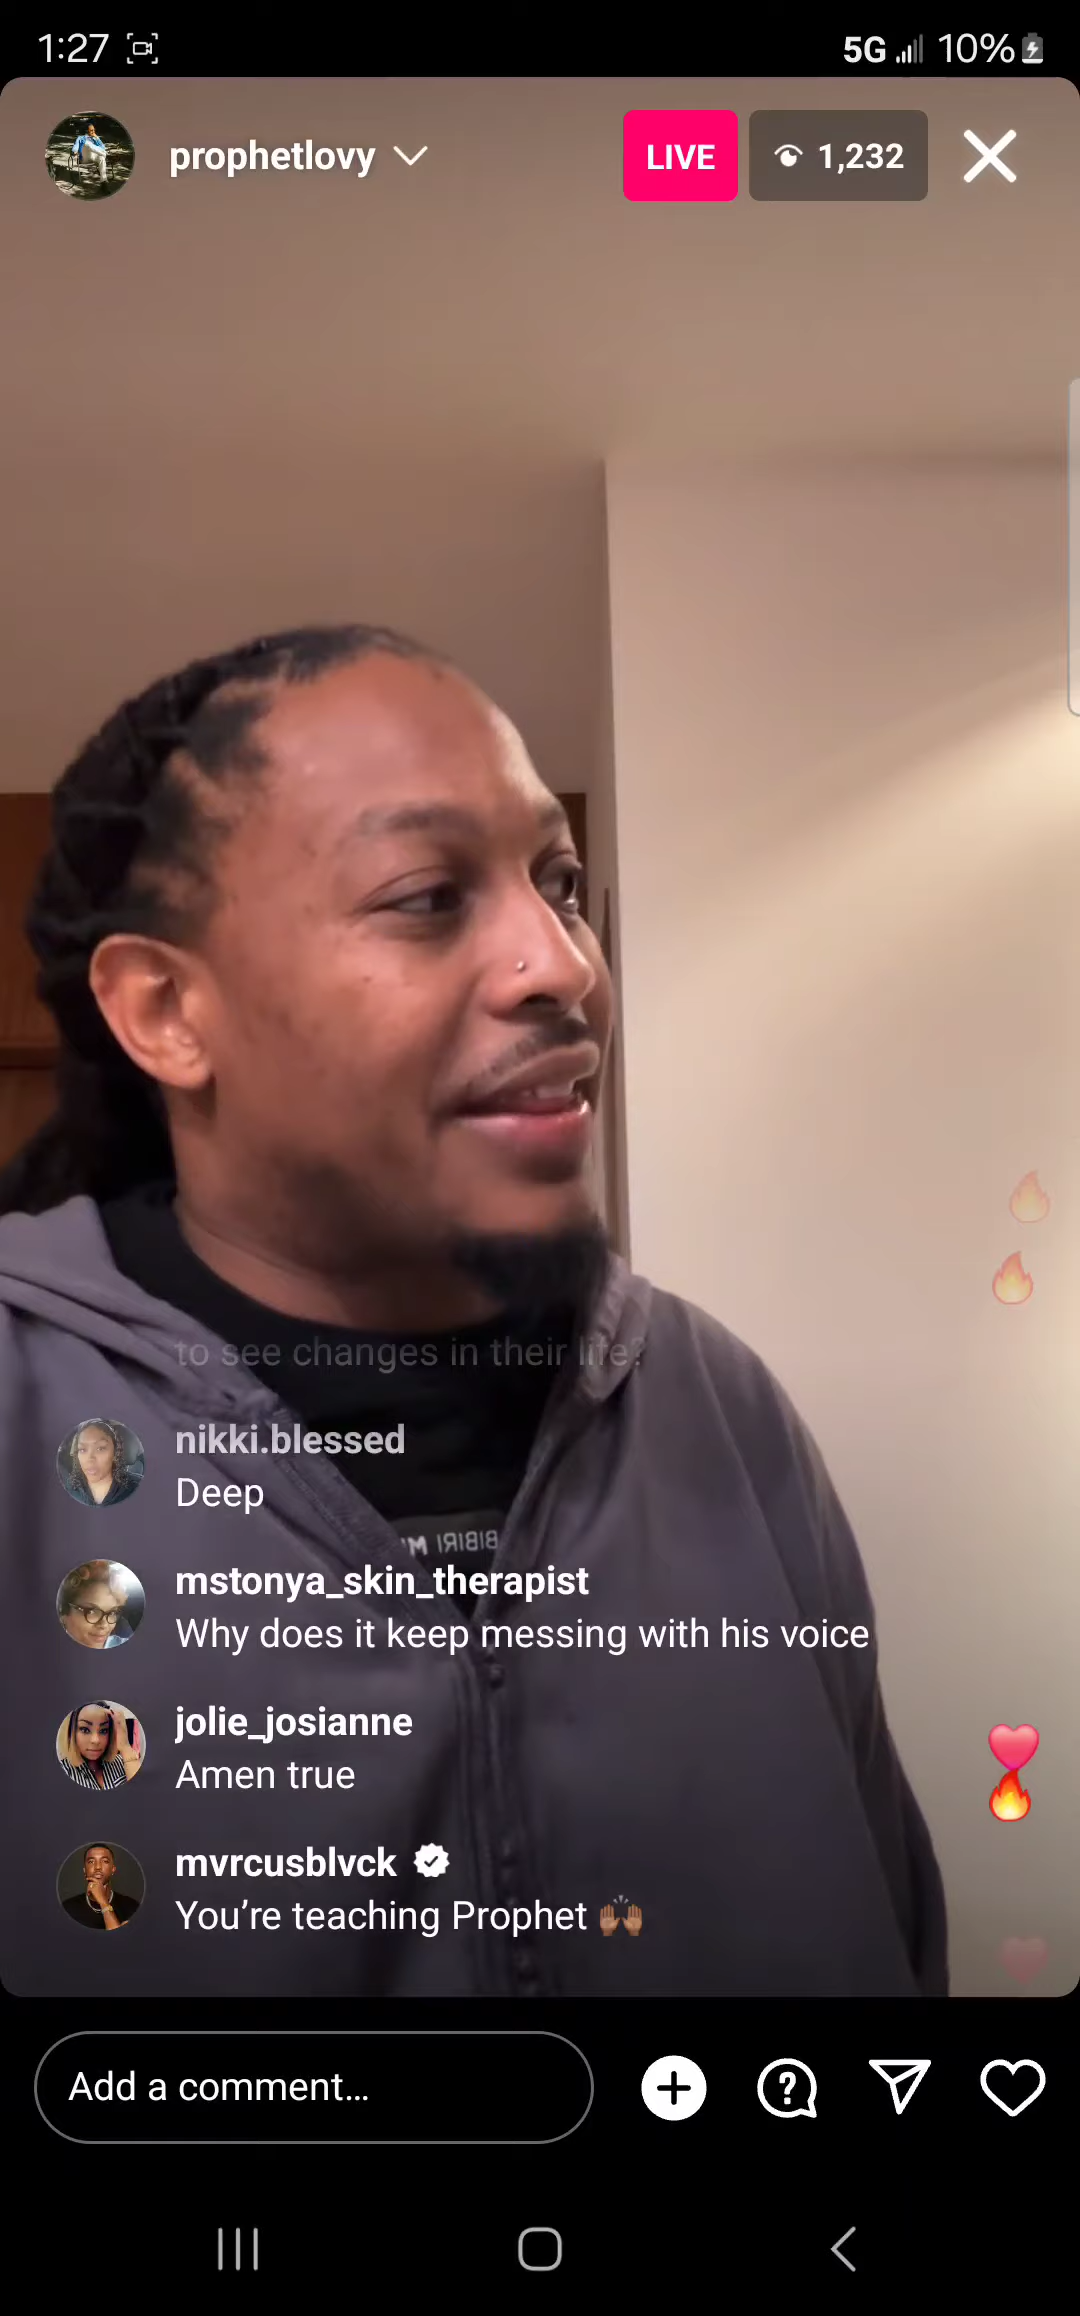 1:27
5G
10%
prophetlovy
LIVE
1,232
to see changes in their life?
nikki.blessed
Deep
mstonya_skin_therapist
Why does it keep messing with his voice
jolie_josianne
Amen true
mvrcusblvck
You’re teaching Prophet 🙌🏽
Add a comment...